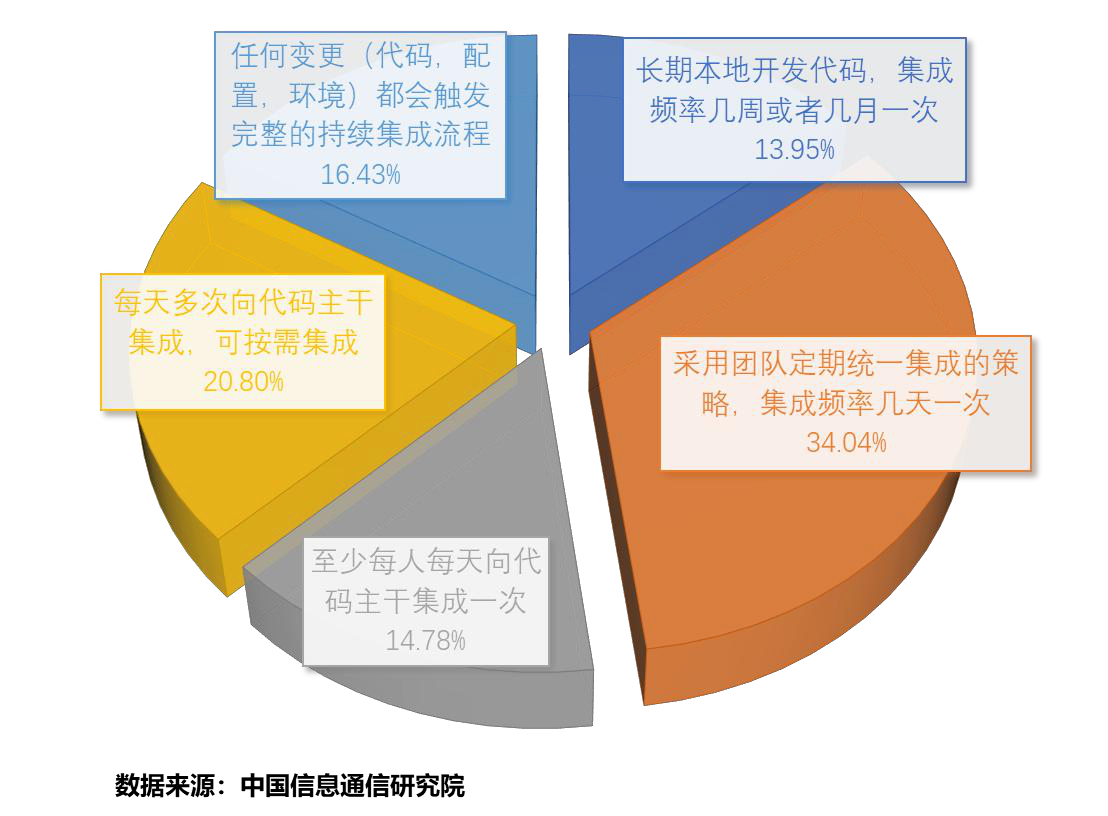 任何变更（代码，配
置，环境）都会触发
完整的持续集成流程
16.43%
长期本地开发代码，集成
频率几周或者几月一次
13.95%
每天多次向代码主干
集成，可按需集成
20.80%
采用团队定期统一集成的策
略，集成频率几天一次
34.04%
至少每人每天向代
码主干集成一次
14.78%
数据来源：中国信息通信研究院